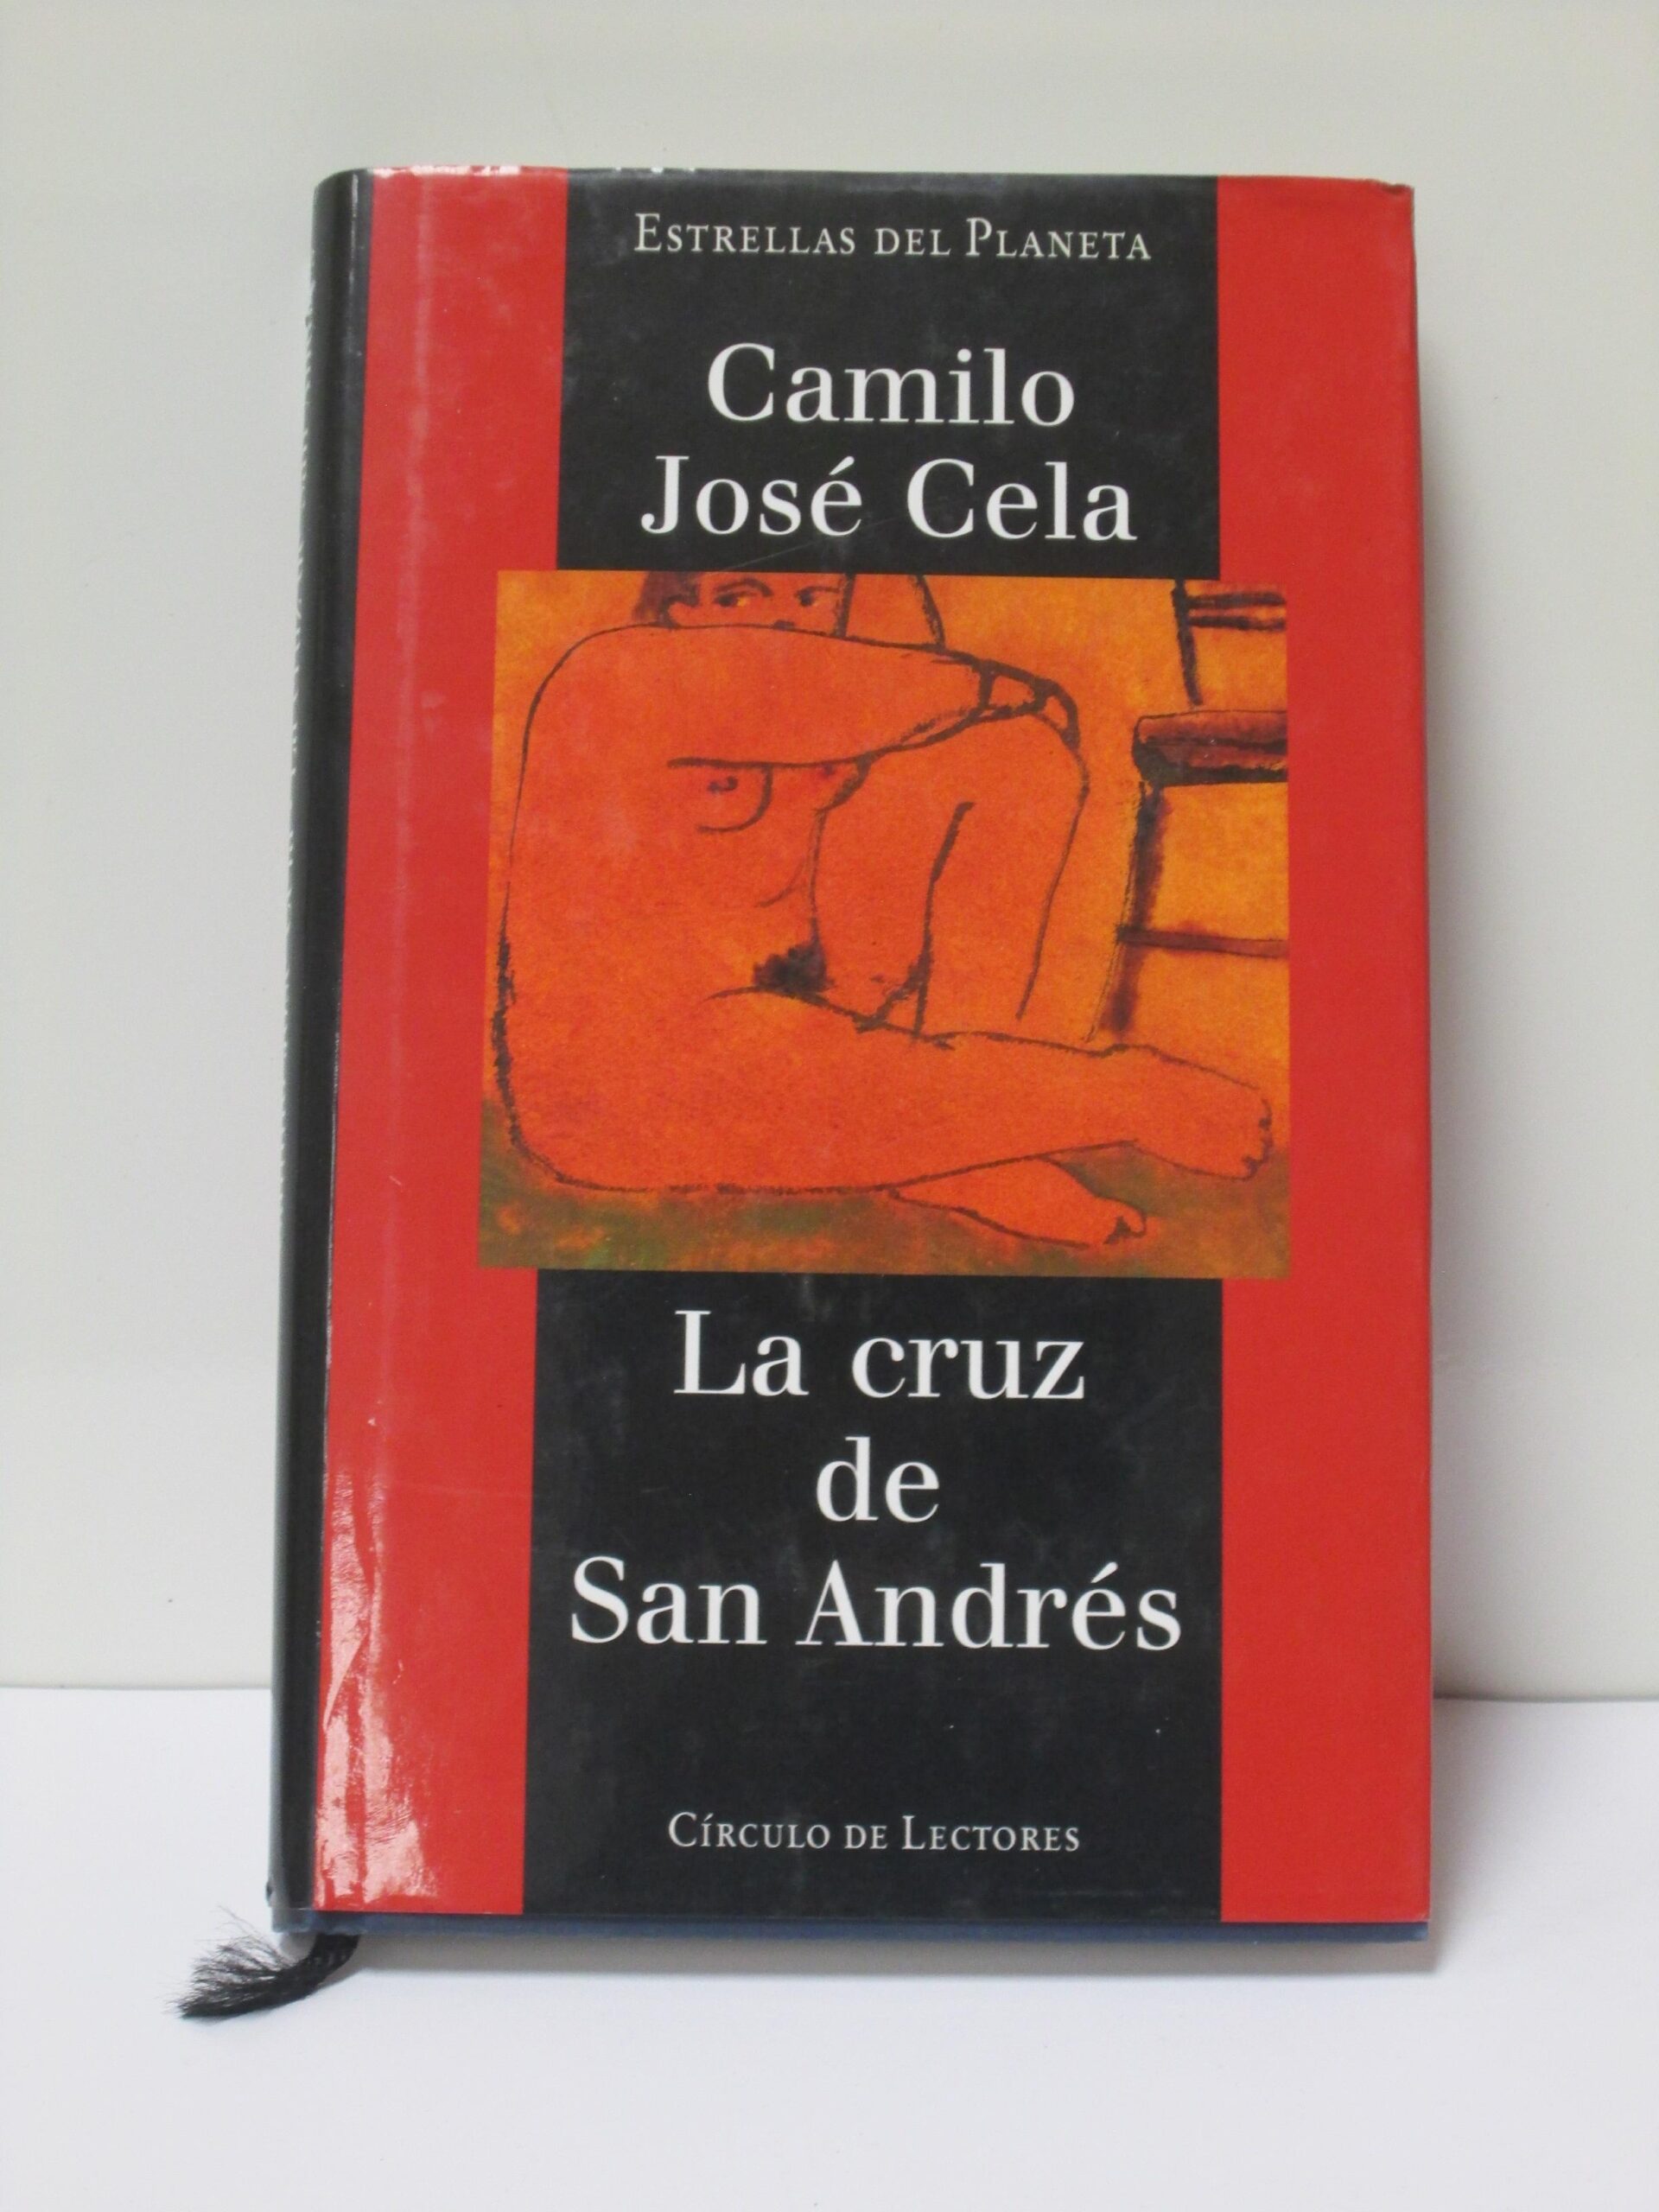 ESTRELLAS DEL PLANETA
Camilo
José Cela
La cruz
de
San Andrés
CÍRCULO DE LECTORES